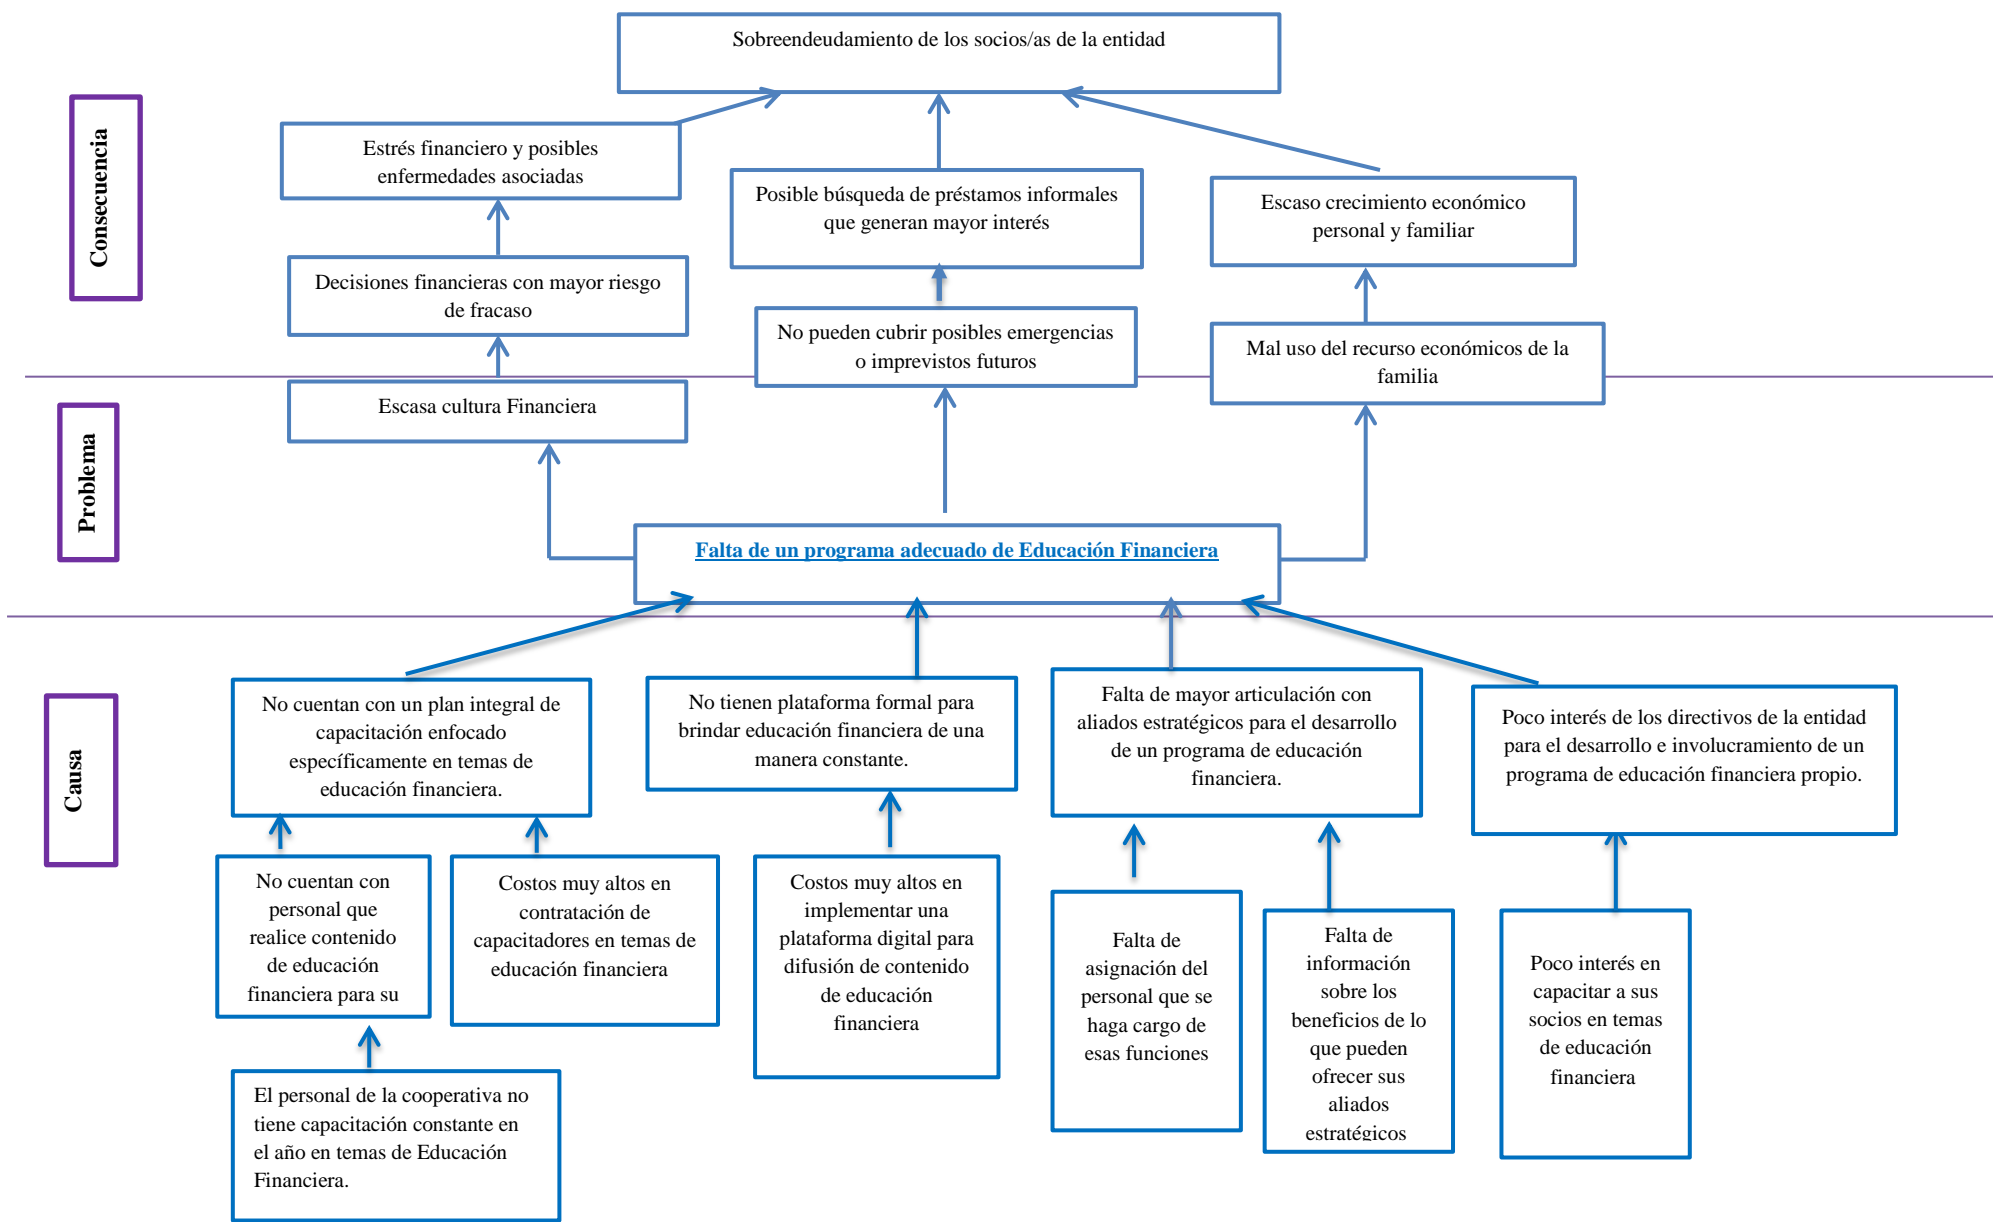 Sobreendeudamiento de los socios/as de la entidad
Consecuencia
Estrés financiero y posibles
enfermedades asociadas
Posible búsqueda de préstamos informales
que generan mayor interés
Escaso crecimiento económico
personal y familiar
Decisiones financieras con mayor riesgo
de fracaso
No pueden cubrir posibles emergencias
o imprevistos futuros
Mal uso del recurso económicos de la
familia
Problema
Escasa cultura Financiera
Falta de un programa adecuado de Educación Financiera
Causa
No cuentan con un plan integral de
capacitación enfocado
específicamente en temas de
educación financiera.
No tienen plataforma formal para
brindar educación financiera de una
manera constante.
Falta de mayor articulación con
aliados estratégicos para el desarrollo
de un programa de educación
financiera.
Poco interés de los directivos de la entidad
para el desarrollo e involucramiento de un
programa de educación financiera propio.
No cuentan con
personal que
realice contenido
de educación
financiera para su
Costos muy altos en
contratación de
capacitadores en temas de
educación financiera
Costos muy altos en
implementar una
plataforma digital para
difusión de contenido
de educación
financiera
Falta de
asignación del
personal que se
haga cargo de
esas funciones
Falta de
información
sobre los
beneficios de lo
que pueden
ofrecer sus
aliados
estratégicos
Poco interés en
capacitar a sus
socios en temas
de educación
financiera
El personal de la cooperativa no
tiene capacitación constante en
el año en temas de Educación
Financiera.